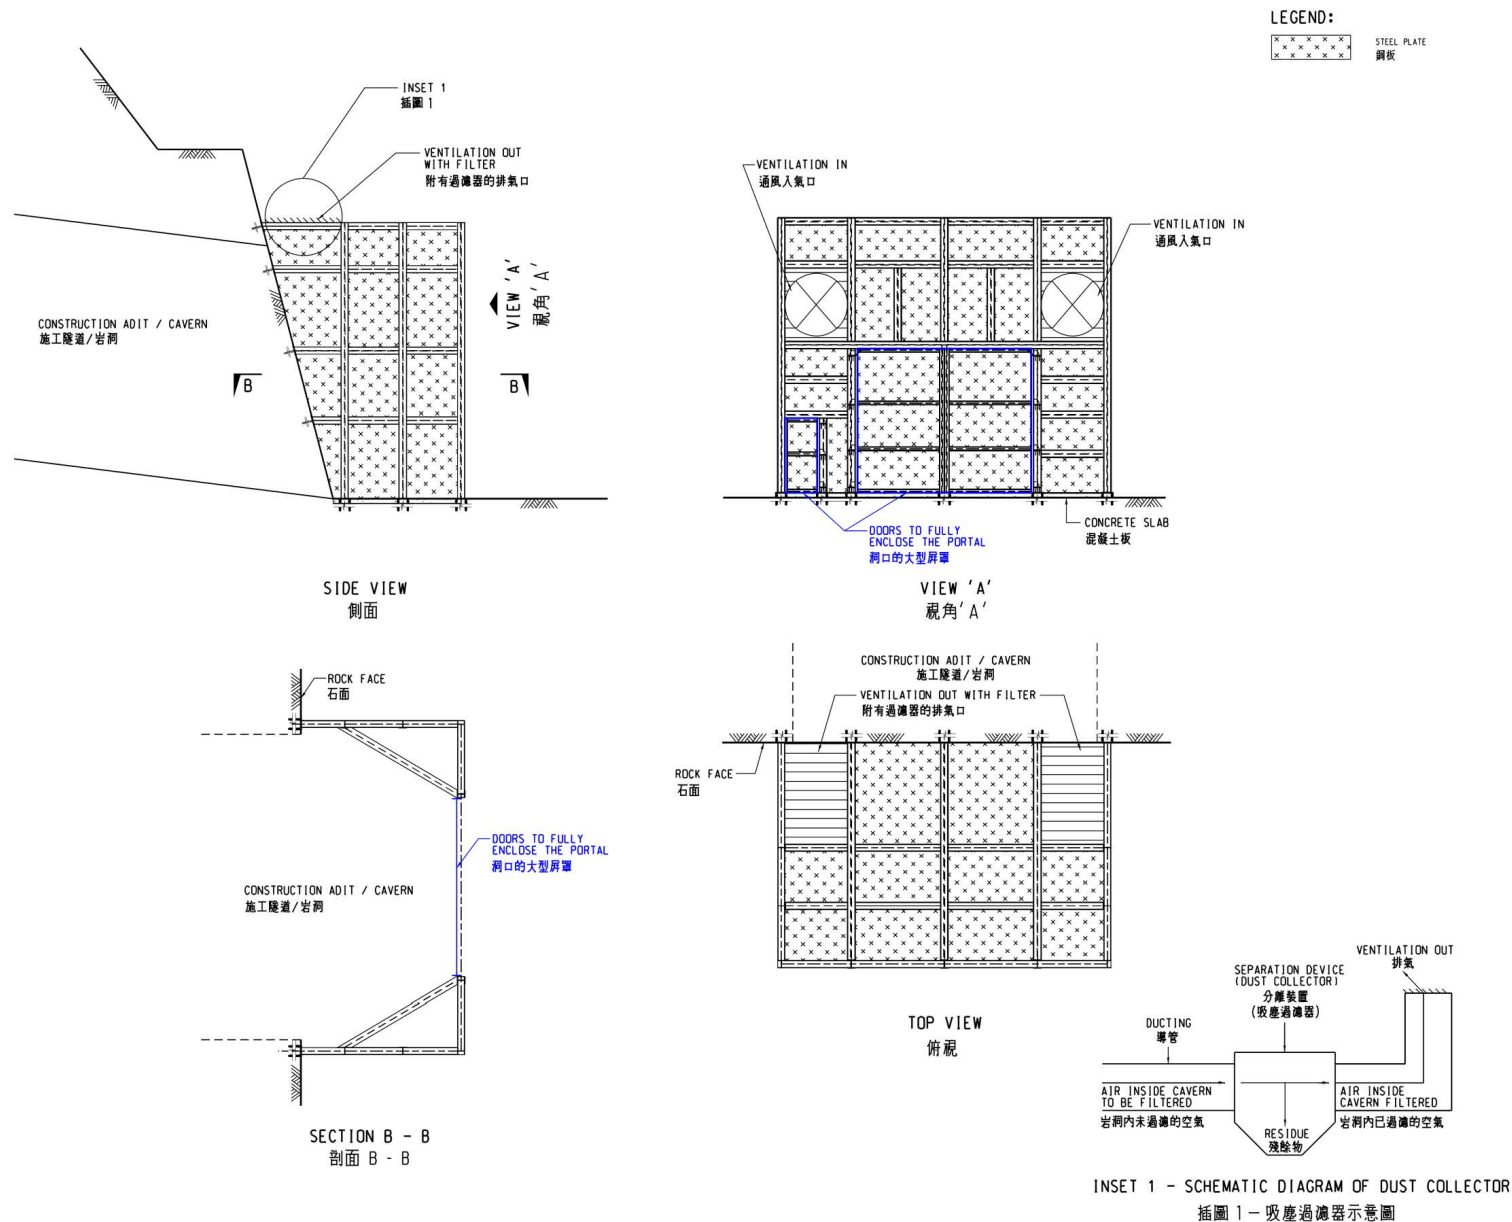 LEGEND:
STEEL PLATE
鋼板
INSET 1
插圖 1
VENTILATION OUT
WITH FILTER
附有過濾器的排氣口
CONSTRUCTION ADIT / CAVERN
施工隧道/岩洞
VIEW 'A'
視角'A'
B
B
SIDE VIEW
側面
VENTILATION IN
通風入氣口
VENTILATION IN
通風入氣口
DOORS TO FULLY
ENCLOSE THE PORTAL
洞口的大型屏罩
CONCRETE SLAB
混凝土板
VIEW 'A'
視角'A'
ROCK FACE
石面
DOORS TO FULLY
ENCLOSE THE PORTAL
洞口的大型屏罩
CONSTRUCTION ADIT / CAVERN
施工隧道/岩洞
SECTION B - B
剖面 B - B
CONSTRUCTION ADIT / CAVERN
施工隧道/岩洞
VENTILATION OUT WITH FILTER
附有過濾器的排氣口
ROCK FACE
石面
TOP VIEW
俯視
VENTILATION OUT
排氣
SEPARATION DEVICE
(DUST COLLECTOR)
分離裝置
(吸塵過濾器)
DUCTING
導管
AIR INSIDE CAVERN
TO BE FILTERED
岩洞內未過濾的空氣
AIR INSIDE
CAVERN FILTERED
岩洞內已過濾的空氣
RESIDUE
殘餘物
INSET 1 - SCHEMATIC DIAGRAM OF DUST COLLECTOR
插圖 1 - 吸塵過濾器示意圖